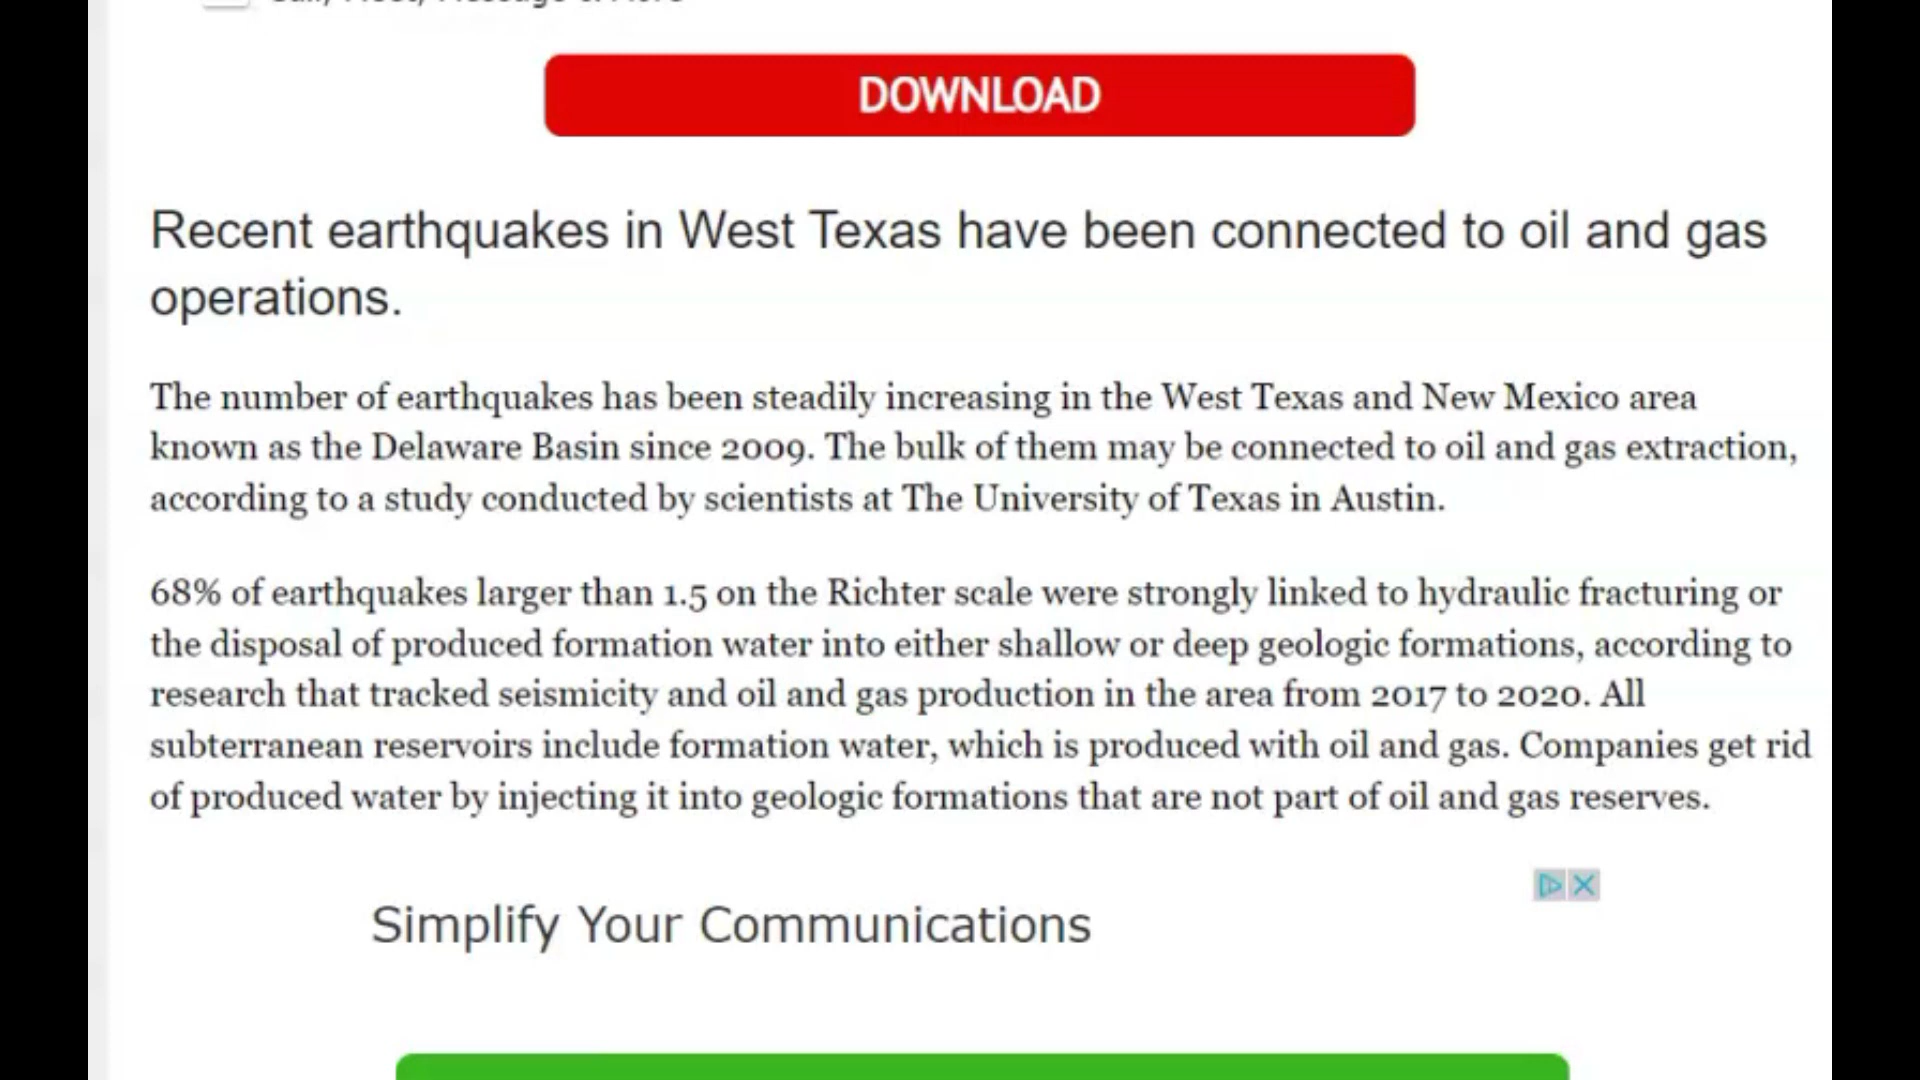 DOWNLOAD
Recent earthquakes in West Texas have been connected to oil and gas
operations.
The number of earthquakes has been steadily increasing in the West Texas and New Mexico area
known as the Delaware Basin since 2009. The bulk of them may be connected to oil and gas extraction,
according to a study conducted by scientists at The University of Texas in Austin.
68% of earthquakes larger than 1.5 on the Richter scale were strongly linked to hydraulic fracturing or
the disposal of produced formation water into either shallow or deep geologic formations, according to
research that tracked seismicity and oil and gas production in the area from 2017 to 2020. All
subterranean reservoirs include formation water, which is produced with oil and gas. Companies get rid
of produced water by injecting it into geologic formations that are not part of oil and gas reserves.
Simplify Your Communications